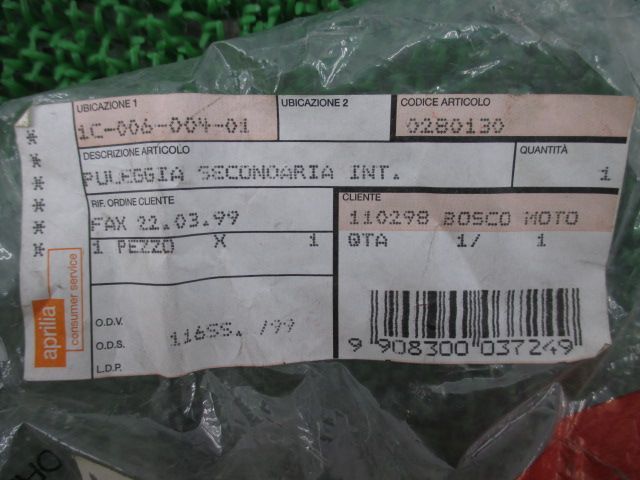 UBICAZIONE 1
1C-006-004-01
UBICAZIONE 2
CODICE ARTICOLO
0280130
DESCRIZIONE ARTICOLO
PULEGGIA SECONOARIA INT.
QUANTITÀ
1
RIF. ORDINE CLIENTE
FAX 22.03.99
CLIENTE
110298 BOSCO MOTO
1 PEZZO X 1
QTA 1/ 1
O.D.V.
O.D.S.
L.D.P.
11655. /99
9 908300 037249
aprilia
consumer service
*******